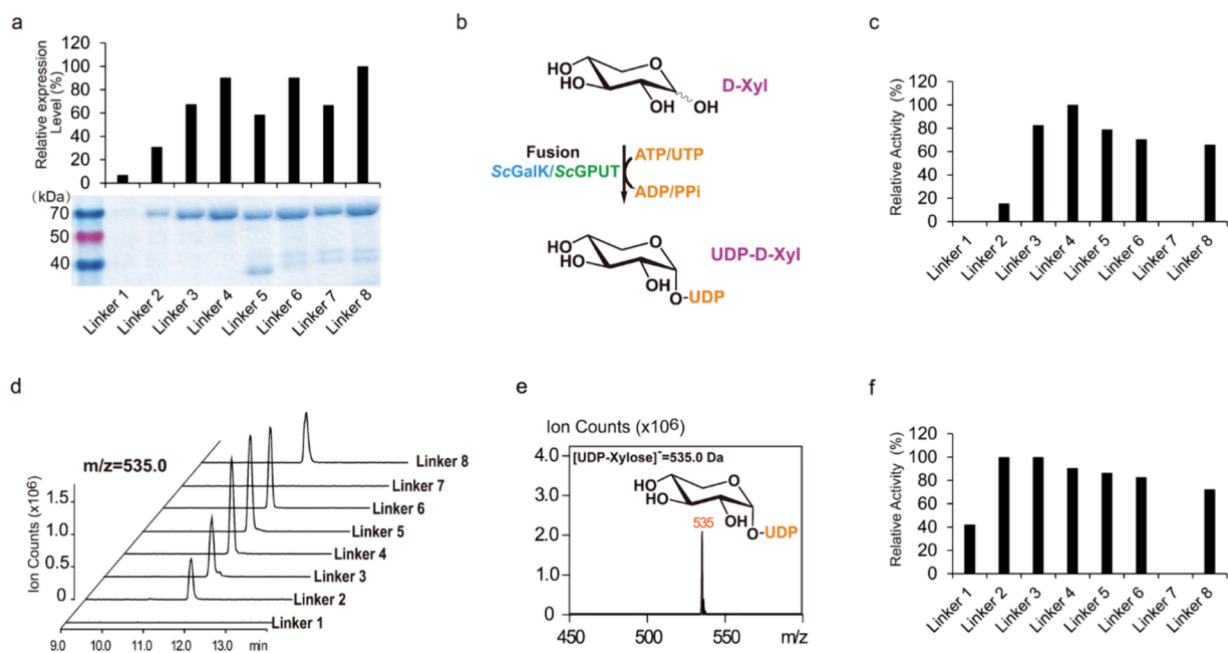 a
Relative expression
Level (%)
120
100
80
60
40
20
0
(kDa)
70
50
40
Linker 1
Linker 2
Linker 3
Linker 4
Linker 5
Linker 6
Linker 7
Linker 8
b
HO
HO
O
OH
OH
D-Xyl
Fusion
ScGalK/ScGPUT
ATP/UTP
ADP/PPi
HO
HO
O
OH
O-UDP
UDP-D-Xyl
c
Relative Activity (%)
120
100
80
60
40
20
0
Linker 1
Linker 2
Linker 3
Linker 4
Linker 5
Linker 6
Linker 7
Linker 8
d
m/z=535.0
Ion Counts (x10⁶)
1.5
1.0
0.5
0
Linker 8
Linker 7
Linker 6
Linker 5
Linker 4
Linker 3
Linker 2
Linker 1
9.0 10.0 11.0 12.0 13.0 min
e
Ion Counts (x10⁶)
4.0
3.0
2.0
1.0
0
[UDP-Xylose]⁻=535.0 Da
HO
HO
O
OH
O-UDP
535
450 500 550 m/z
f
Relative Activity (%)
120
100
80
60
40
20
0
Linker 1
Linker 2
Linker 3
Linker 4
Linker 5
Linker 6
Linker 7
Linker 8